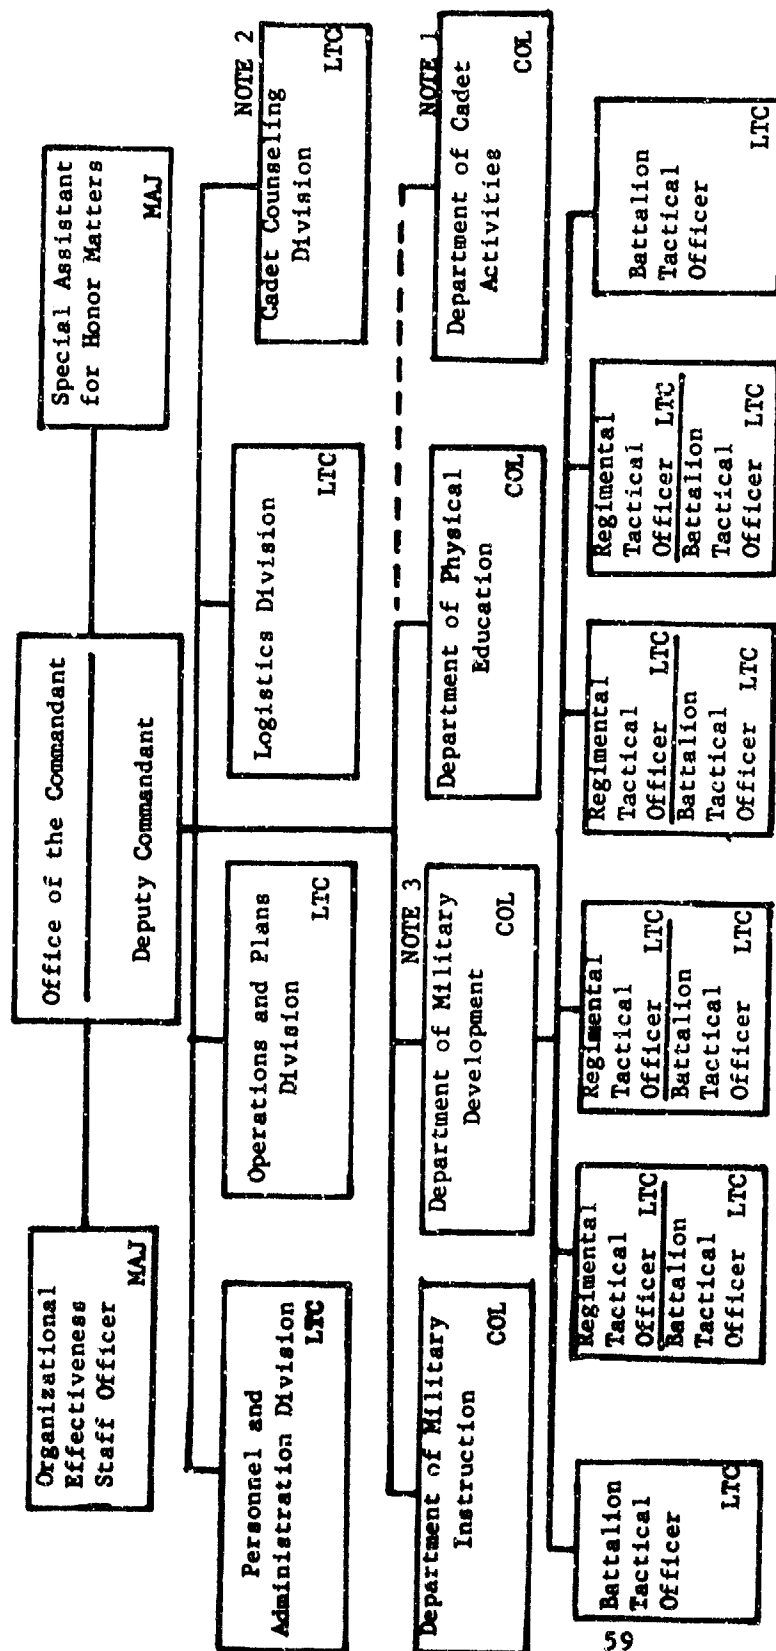 Office of the Commandant
Deputy Commandant
Organizational
Effectiveness
Staff Officer
MAJ
Special Assistant
for Honor Matters
MAJ
Personnel and
Administration Division
LTC
Operations and Plans
Division
LTC
Logistics Division
LTC
NOTE 2
Cadet Counseling
Division
LTC
Department of Military
Instruction
COL
NOTE 3
Department of Military
Development
COL
Department of Physical
Education
COL
NOTE 1
Department of Cadet
Activities
COL
Battalion
Tactical
Officer
LTC
Regimental
Tactical
Officer LTC
Battalion
Tactical
Officer LTC
Regimental
Tactical
Officer LTC
Battalion
Tactical
Officer LTC
Regimental
Tactical
Officer LTC
Battalion
Tactical
Officer LTC
Regimental
Tactical
Officer LTC
Battalion
Tactical
Officer LTC
Battalion
Tactical
Officer
LTC
59